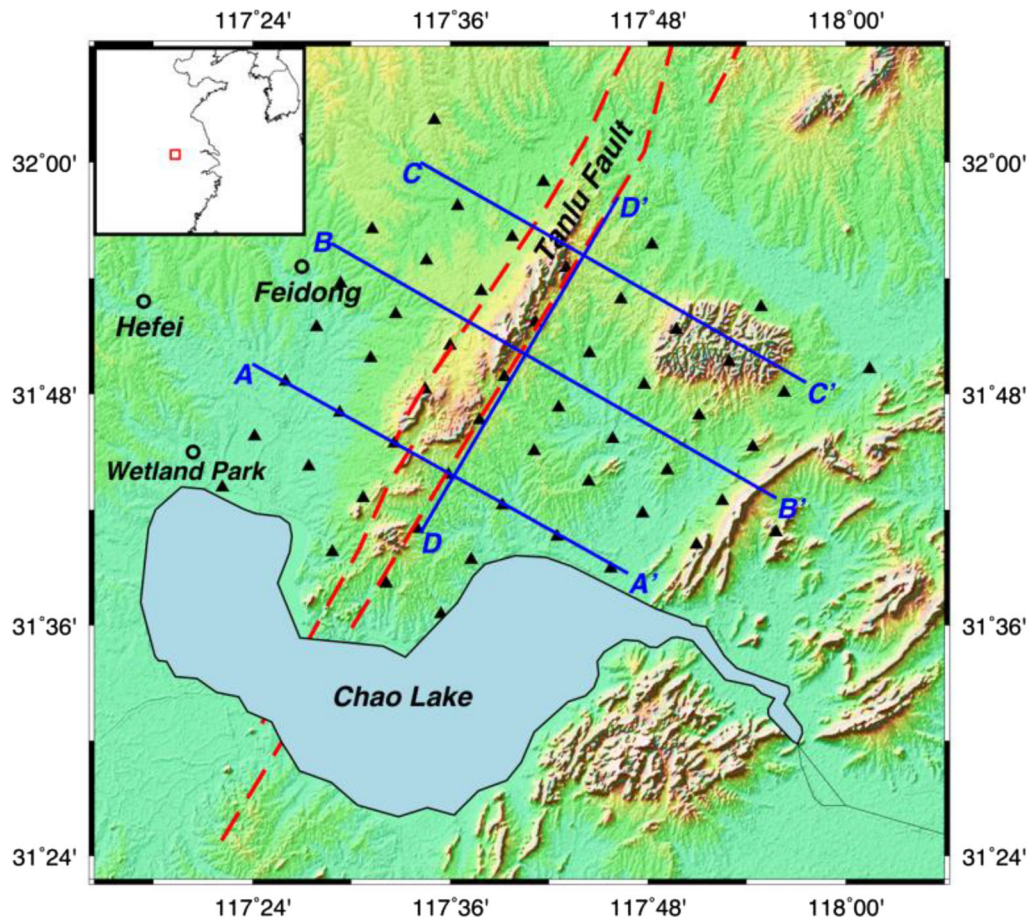 117˚24' 117˚36' 117˚48' 118˚00'
32˚00' 32˚00'
C
Tanlu Fault
D'
B
Feidong
Hefei
A
31˚48' 31˚48'
C'
Wetland Park
B'
D
A'
31˚36' 31˚36'
Chao Lake
31˚24' 31˚24'
117˚24' 117˚36' 117˚48' 118˚00'